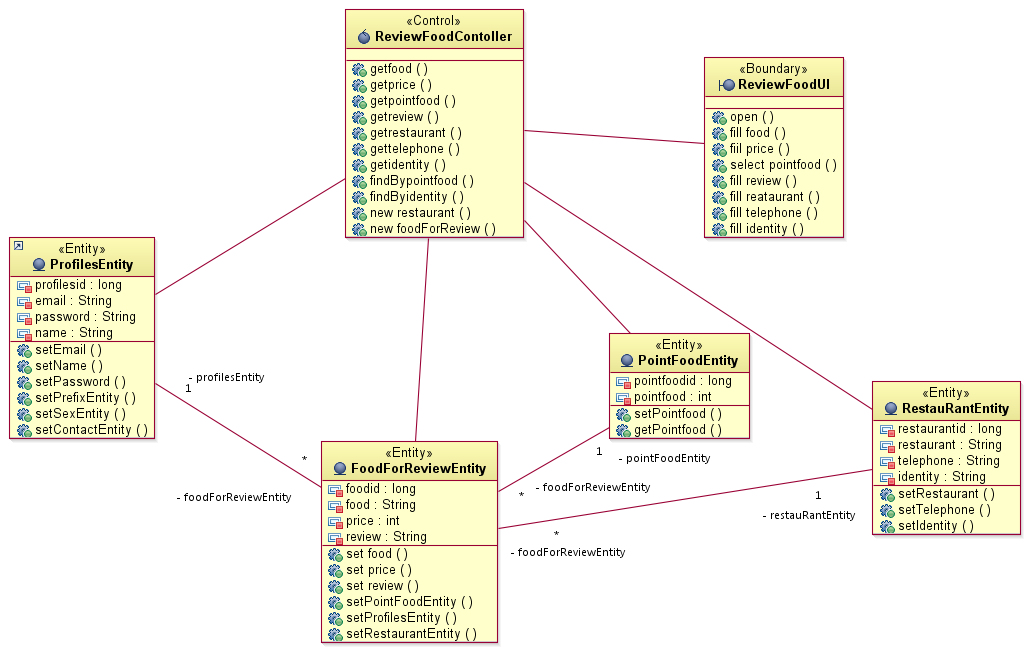 «Control»
ReviewFoodContoller
getfood ( )
getprice ( )
getpointfood ( )
getreview ( )
getrestaurant ( )
gettelephone ( )
getidentity ( )
findBypointfood ( )
findByidentity ( )
new restaurant ( )
new foodForReview ( )
«Boundary»
ReviewFoodUI
open ( )
fill food ( )
fiil price ( )
select pointfood ( )
fill review ( )
fill reataurant ( )
fill telephone ( )
fill identity ( )
«Entity»
ProfilesEntity
profilesid : long
email : String
password : String
name : String
setEmail ( )
setName ( )
setPassword ( )
setPrefixEntity ( )
setSexEntity ( )
setContactEntity ( )
- profilesEntity
1
*
- foodForReviewEntity
«Entity»
PointFoodEntity
pointfoodid : long
pointfood : int
setPointfood ( )
getPointfood ( )
1
- pointFoodEntity
- foodForReviewEntity
*
«Entity»
RestauRantEntity
restaurantid : long
restaurant : String
telephone : String
identity : String
setRestaurant ( )
setTelephone ( )
setIdentity ( )
1
- restauRantEntity
*
- foodForReviewEntity
«Entity»
FoodForReviewEntity
foodid : long
food : String
price : int
review : String
set food ( )
set price ( )
set review ( )
setPointFoodEntity ( )
setProfilesEntity ( )
setRestaurantEntity ( )